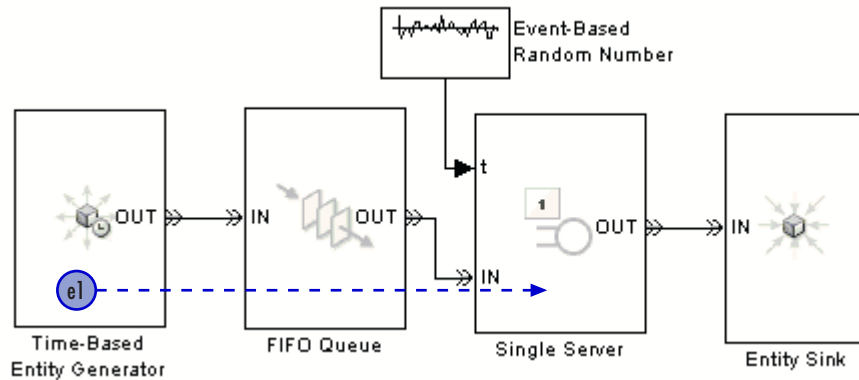 Event-Based
Random Number
OUT
IN
OUT
t
IN
1
OUT
IN
e1
Time-Based
Entity Generator
FIFO Queue
Single Server
Entity Sink